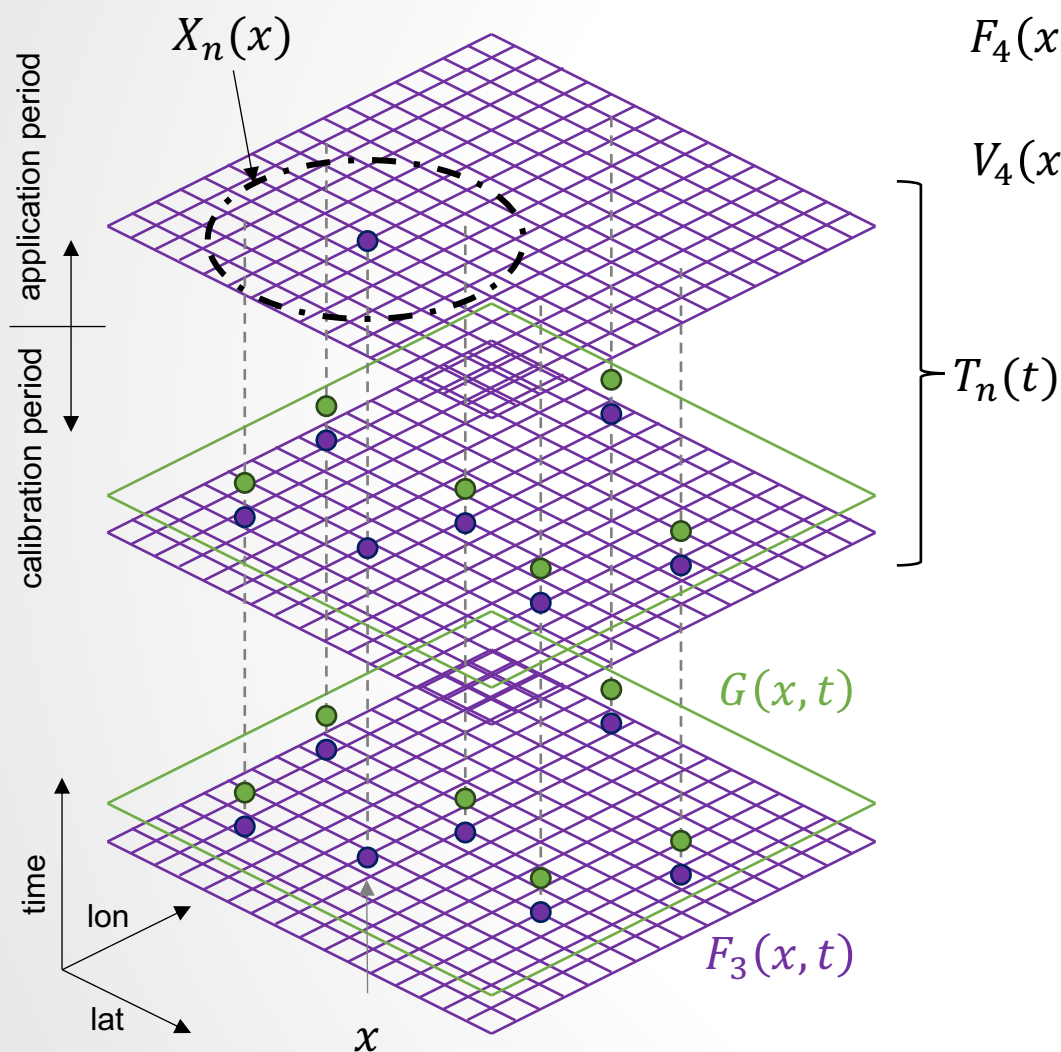 X_n(x)
F_4(x
V_4(x
application period
T_n(t)
calibration period
G(x, t)
time
lon
F_3(x, t)
lat
x